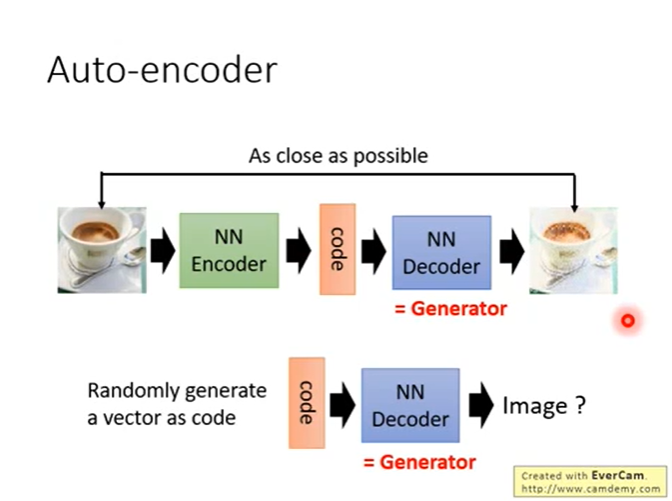 Auto-encoder
As close as possible
NN
Encoder
code
NN
Decoder
= Generator
Randomly generate
a vector as code
code
NN
Decoder
Image ?
= Generator
Created with EverCam.
http://www.camdemy.com